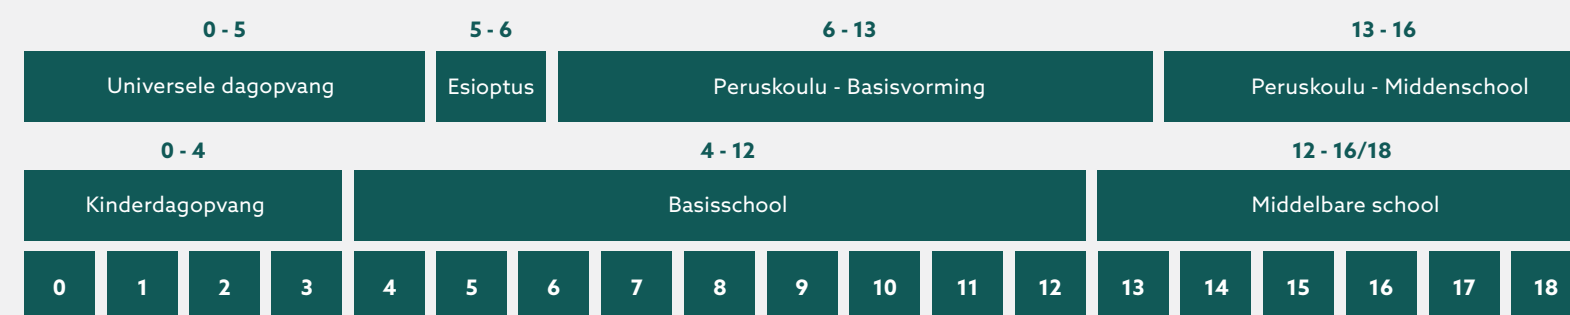 0 - 5 5 - 6 6 - 13 13 - 16
Universele dagopvang Esioptus Peruskoulu - Basisvorming Peruskoulu - Middenschool
0 - 4 4 - 12 12 - 16/18
Kinderdagopvang Basisschool Middelbare school
0 1 2 3 4 5 6 7 8 9 10 11 12 13 14 15 16 17 18